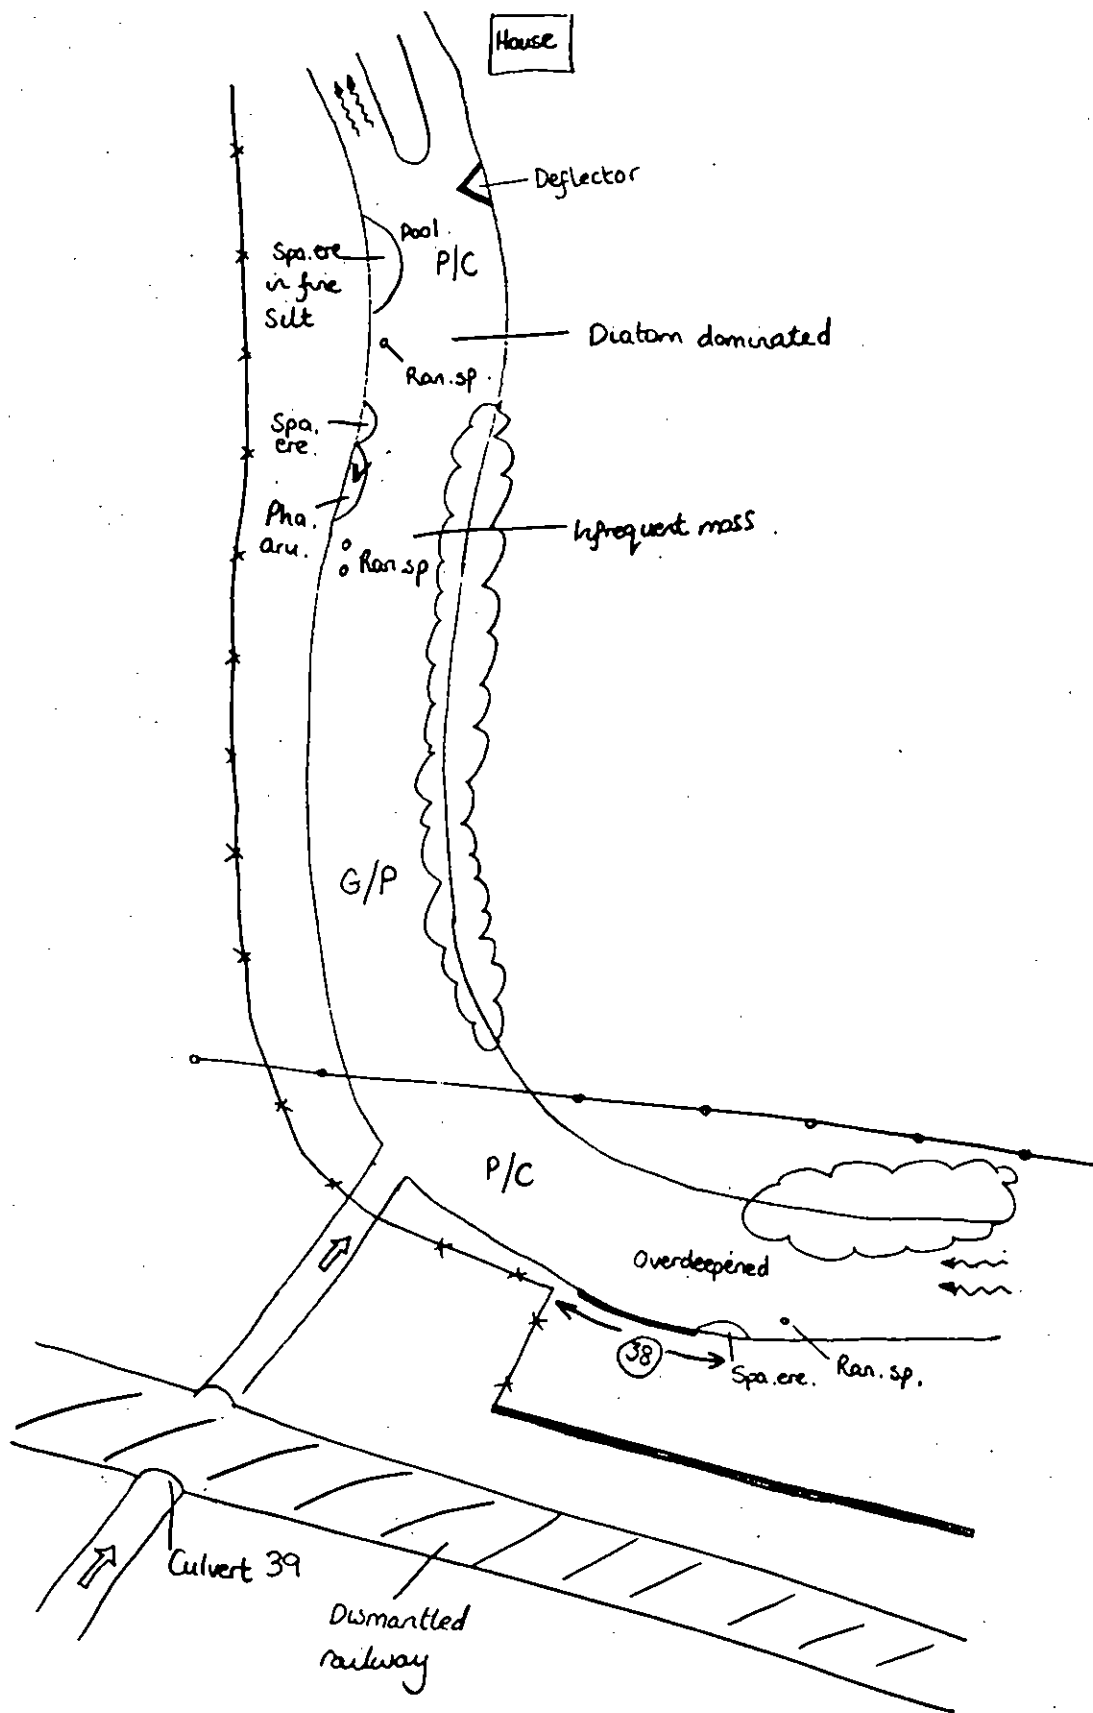 House
Deflector
Pool
Spa.ere
in fine
Silt
P/C
Diatom dominated
Ran.sp.
Spa.
ere.
Pha.
aru.
Infrequent moss.
Ran.sp
G/P
P/C
Overdeepened
38
Spa.ere.
Ran.sp.
Culvert 39
Dismantled
railway